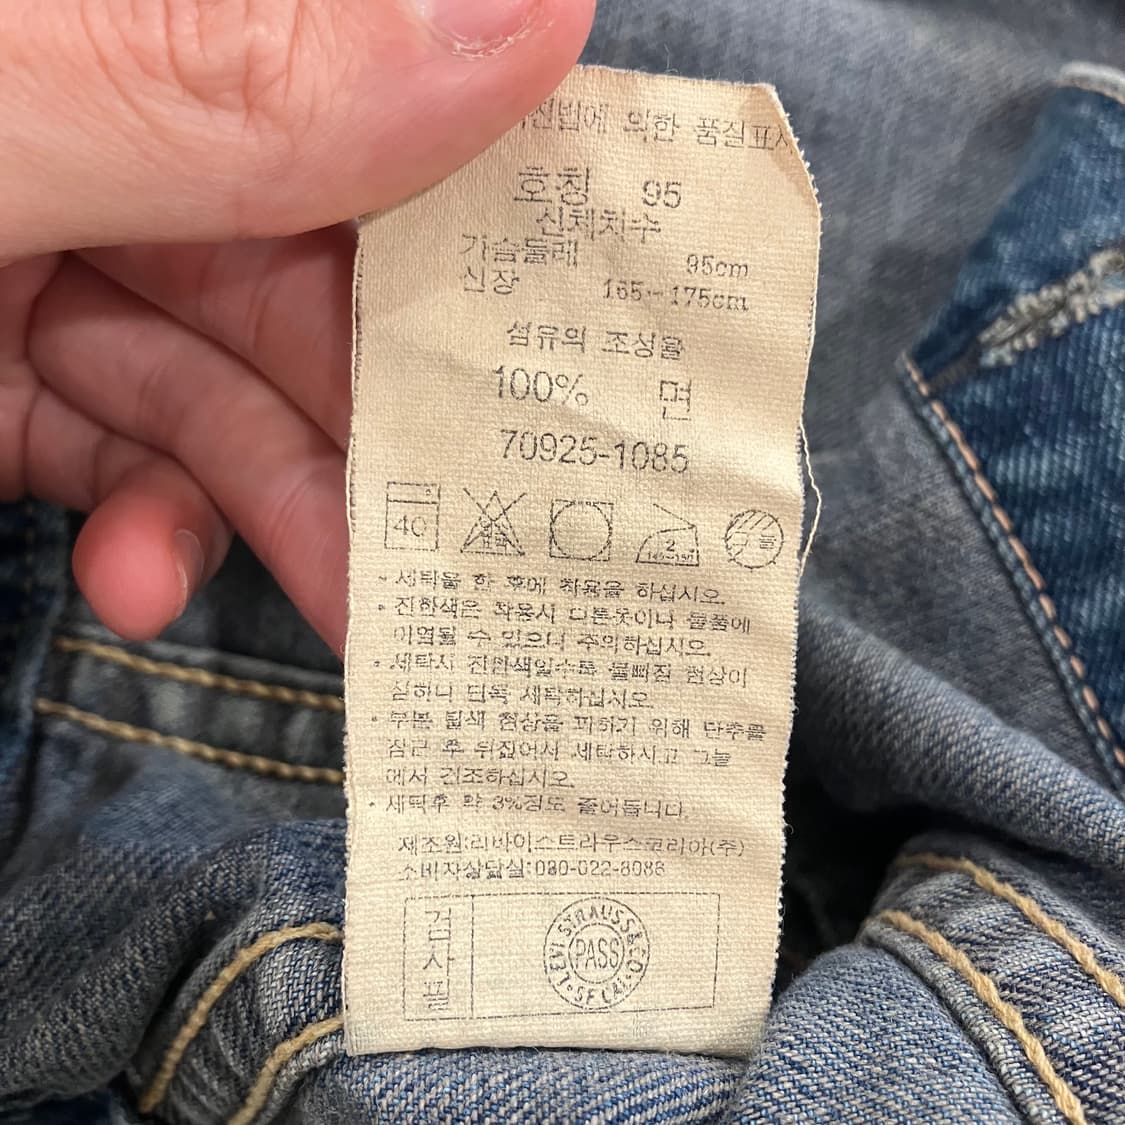 의한 품질표시
호칭 95
신체치수
가슴둘레 95cm
신장 165~175cm
섬유의 조성율
100% 면
70925-1085
40
2
• 세탁을 한 후에 착용을 하십시오.
• 진한색은 착용시 다른옷이나 물품에
이염될 수 있으니 주의하십시오.
• 세탁시 진한색일수록 물빠짐 현상이
심하니 단독 세탁하십시오.
• 부분 탈색 현상을 피하기 위해 단추를
잠근 후 뒤집어서 세탁하시고 그늘
에서 건조하십시오.
• 세탁후 약 3%정도 줄어듭니다.
제조원:리바이스트라우스코리아(주)
소비자상담실:080-022-8088
검사필
LEVI STRAUSS & CO
PASS
SF CAL